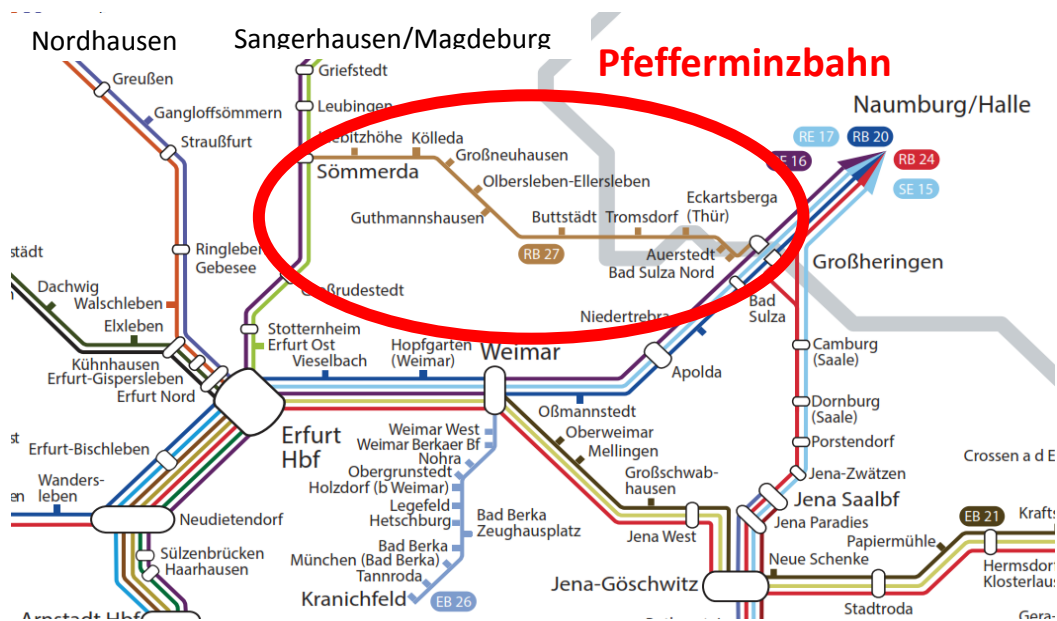 Nordhausen
Sangerhausen/Magdeburg
Pfefferminzbahn
Naumburg/Halle
Greußen
Gangloffsömmern
Straußfurt
Griefstedt
Leubingen
Kölleda
Sömmerda
Großneuhausen
Olbersleben-Ellersleben
Guthmannshausen
Buttstädt
Tromsdorf
Eckartsberga
(Thür)
RB 27
Auerstedt
Bad Sulza Nord
RE 17
RB 20
RB 24
SE 15
Großheringen
Bad
Sulza
Niedertrebra
Apolda
Ringleben
Gebesee
Dachwig
Walschleben
Elxleben
Kühnhausen
Erfurt-Gispersleben
Erfurt Nord
Stotternheim
Erfurt Ost
Vieselbach
Hopfgarten
(Weimar)
Weimar
Oßmannstedt
Camburg
(Saale)
Dornburg
(Saale)
Porstendorf
Jena-Zwätzen
Jena Saalbf
Jena Paradies
Erfurt
Hbf
Erfurt-Bischleben
Wanders-
leben
Neudietendorf
Sülzenbrücken
Haarhausen
Arnstadt Hbf
Weimar West
Weimar Berkaer Bf
Nohra
Obergrunstedt
Holzdorf (b Weimar)
Legefeld
Hetschburg
Bad Berka
Zeughausplatz
Bad Berka
München (Bad Berka)
Tannroda
Kranichfeld
EB 26
Oberweimar
Mellingen
Großschwab-
hausen
Jena West
Jena-Göschwitz
Neue Schenke
Papiermühle
Stadtroda
EB 21
Crossen a d E
Krafts
Hermsdorf
Klosterlaus
Gera-